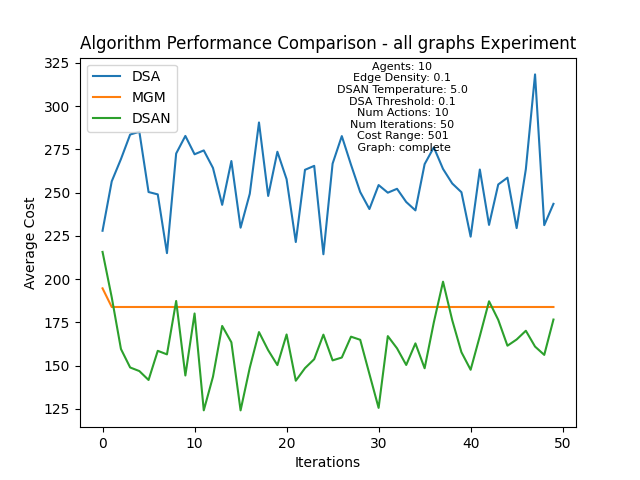 Algorithm Performance Comparison - all graphs Experiment
DSA
MGM
DSAN
Agents: 10
Edge Density: 0.1
DSAN Temperature: 5.0
DSA Threshold: 0.1
Num Actions: 10
Num Iterations: 50
Cost Range: 501
Graph: complete
325
300
275
250
225
200
175
150
125
Average Cost
0
10
20
30
40
50
Iterations